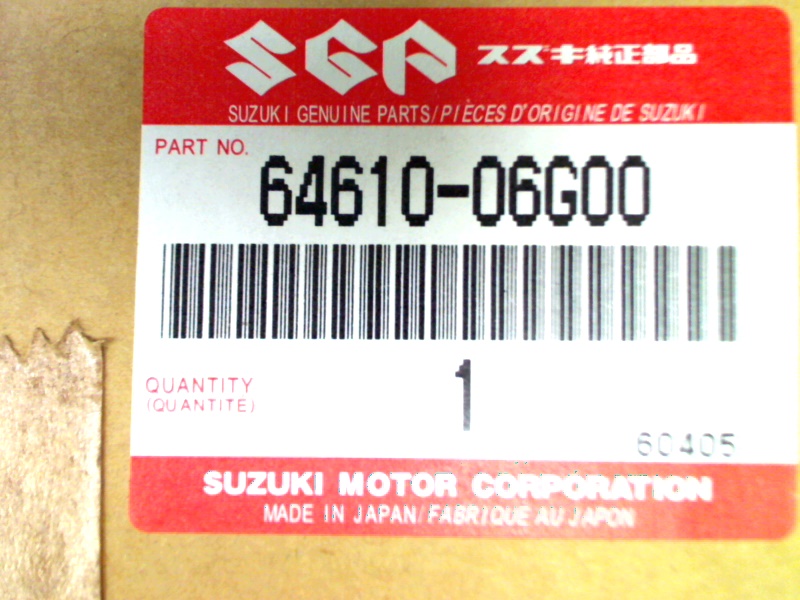 SGP スズキ純正部品
SUZUKI GENUINE PARTS/PIÈCES D'ORIGINE DE SUZUKI
PART NO.
64610-06G00
QUANTITY
(QUANTITE)
1
60405
SUZUKI MOTOR CORPORATION
MADE IN JAPAN/FABRIQUE AU JAPON